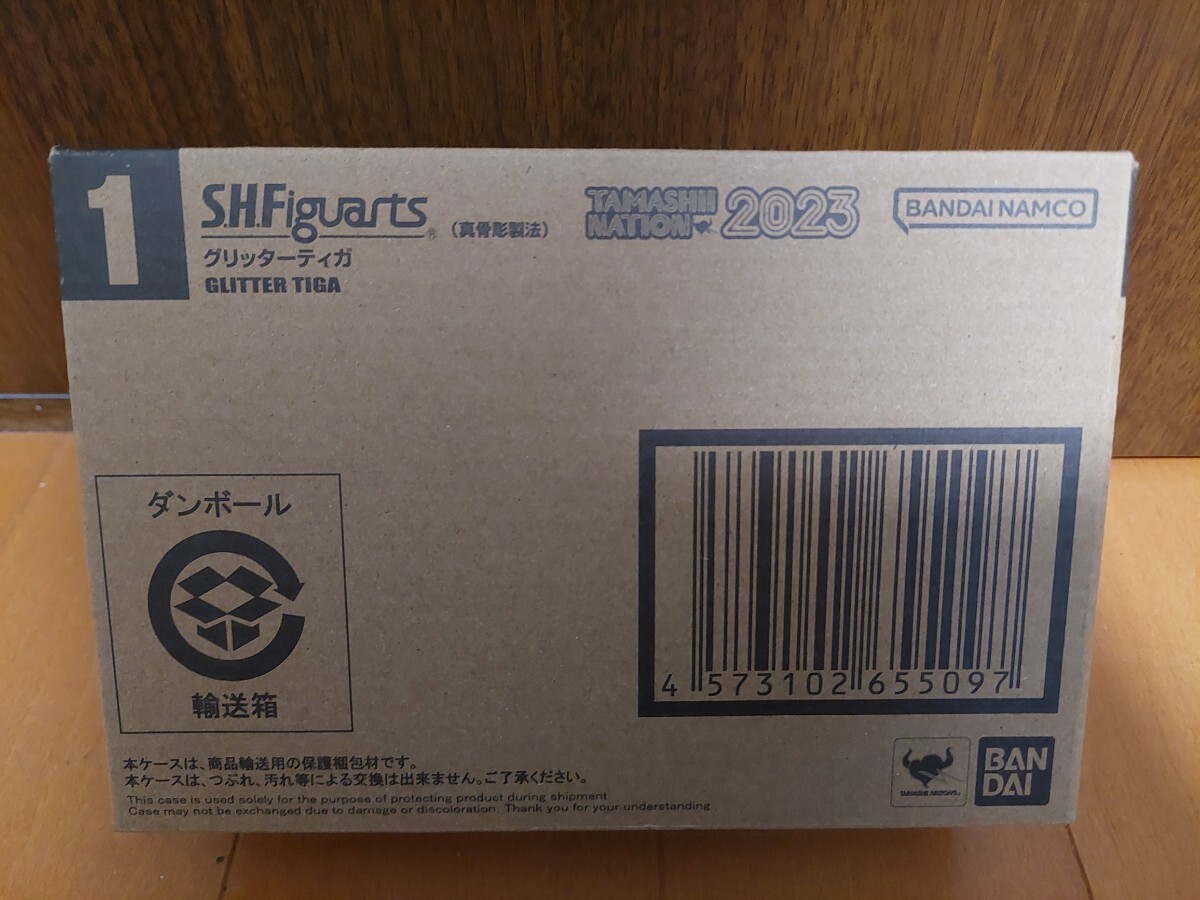 1
S.H.Figuarts® (真骨彫製法)
グリッターティガ
GLITTER TIGA
TAMASHII
NATION 2023
BANDAI NAMCO
ダンボール
輸送箱
4 573102 655097
本ケースは、商品輸送用の保護梱包材です。
本ケースは、つぶれ、汚れ等による交換は出来ません。ご了承ください。
This case is used solely for the purpose of protecting product during shipment
Case may not be exchanged due to damage or discoloration. Thank you for your understanding
TAMASHII NATIONS
BAN
DAI